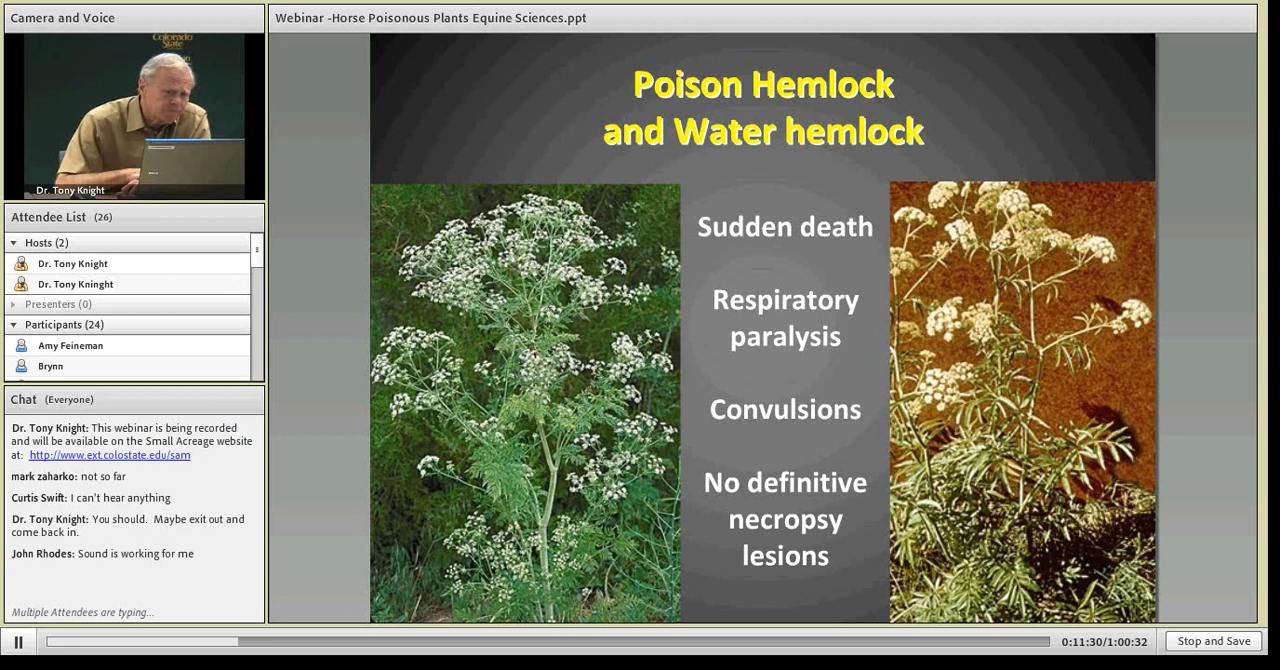 Camera and Voice
Colorado
State
Dr. Tony Knight
Attendee List (26)
Hosts (2)
Dr. Tony Knight
Dr. Tony Kninght
Presenters (0)
Participants (24)
Amy Feineman
Brynn
Chat (Everyone)
Dr. Tony Knight: This webinar is being recorded
and will be available on the Small Acreage website
at: http://www.ext.colostate.edu/sam
mark zaharko: not so far
Curtis Swift: I can't hear anything
Dr. Tony Knight: You should. Maybe exit out and
come back in.
John Rhodes: Sound is working for me
Multiple Attendees are typing...
Webinar -Horse Poisonous Plants Equine Sciences.ppt
Poison Hemlock
and Water hemlock
Sudden death
Respiratory
paralysis
Convulsions
No definitive
necropsy
lesions
0:11:30/1:00:32
Stop and Save